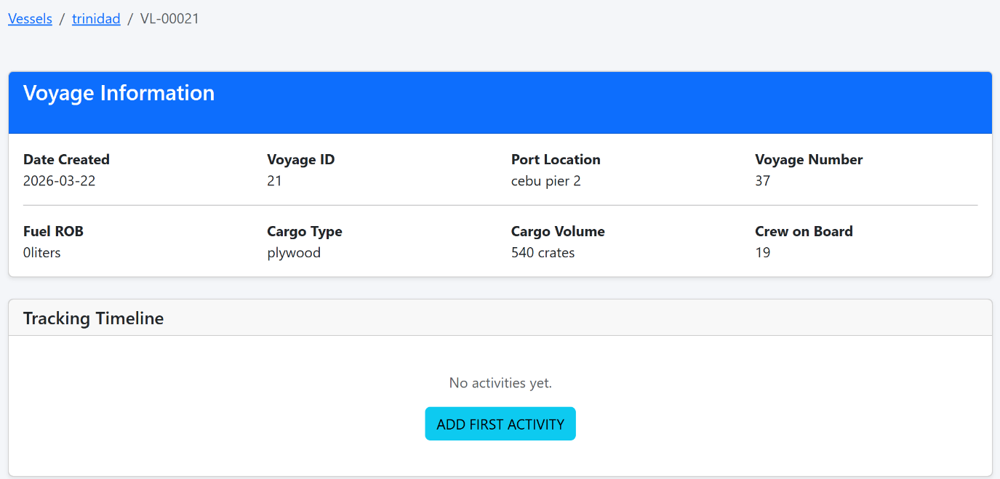 Vessels / trinidad / VL-00021
Voyage Information
Date Created Voyage ID Port Location Voyage Number
2026-03-22 21 cebu pier 2 37
Fuel ROB Cargo Type Cargo Volume Crew on Board
0liters plywood 540 crates 19
Tracking Timeline
No activities yet.
ADD FIRST ACTIVITY